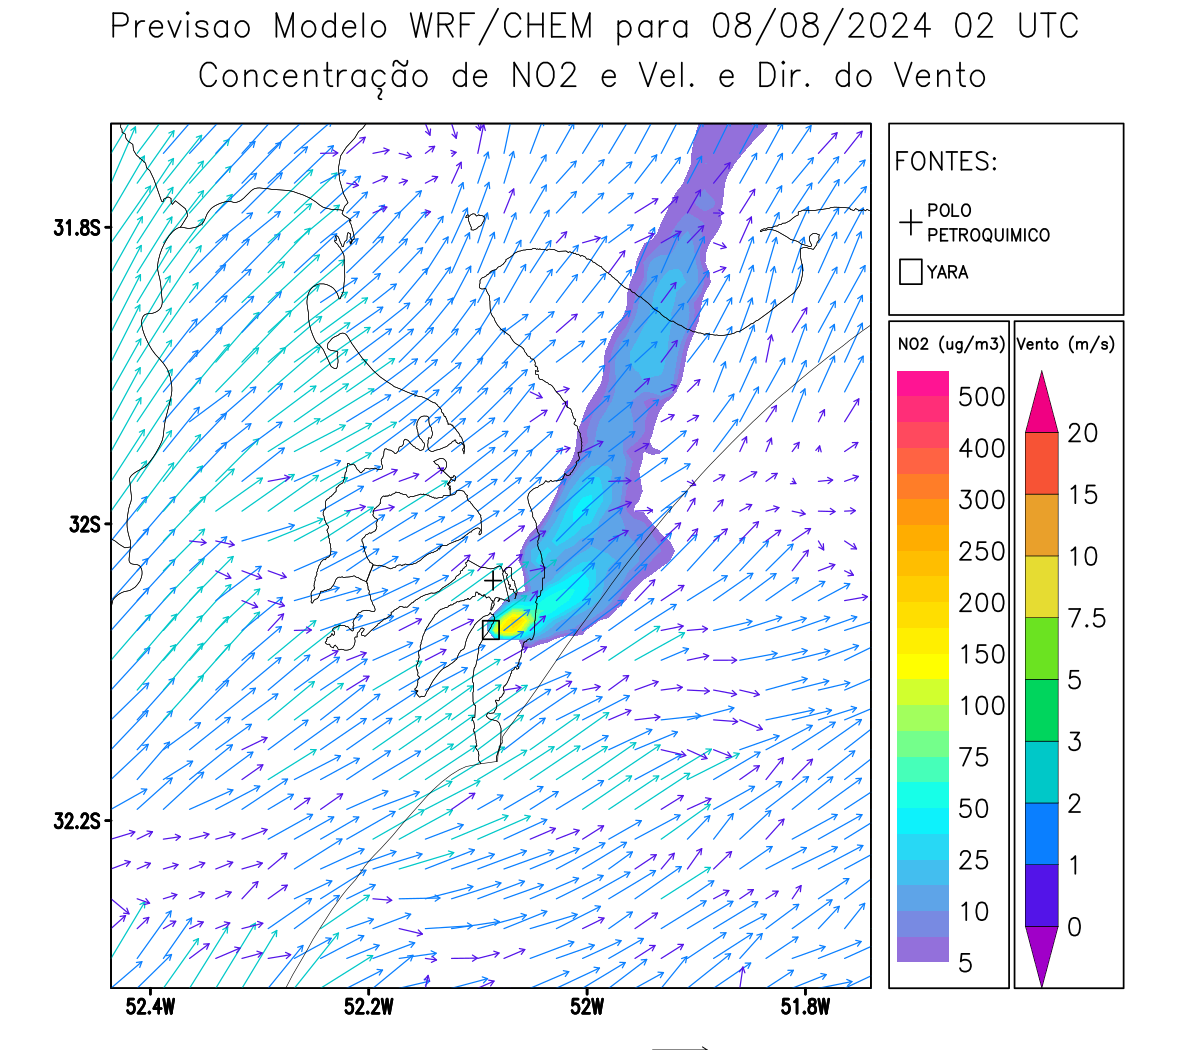 Previsao Modelo WRF/CHEM para 08/08/2024 02 UTC
Concentração de NO2 e Vel. e Dir. do Vento
FONTES:
POLO
PETROQUIMICO
YARA
NO2 (ug/m3)
500
400
300
250
200
150
100
75
50
25
10
5
Vento (m/s)
20
15
10
7.5
5
3
2
1
0
31.8S
32S
32.2S
52.4W
52.2W
52W
51.8W